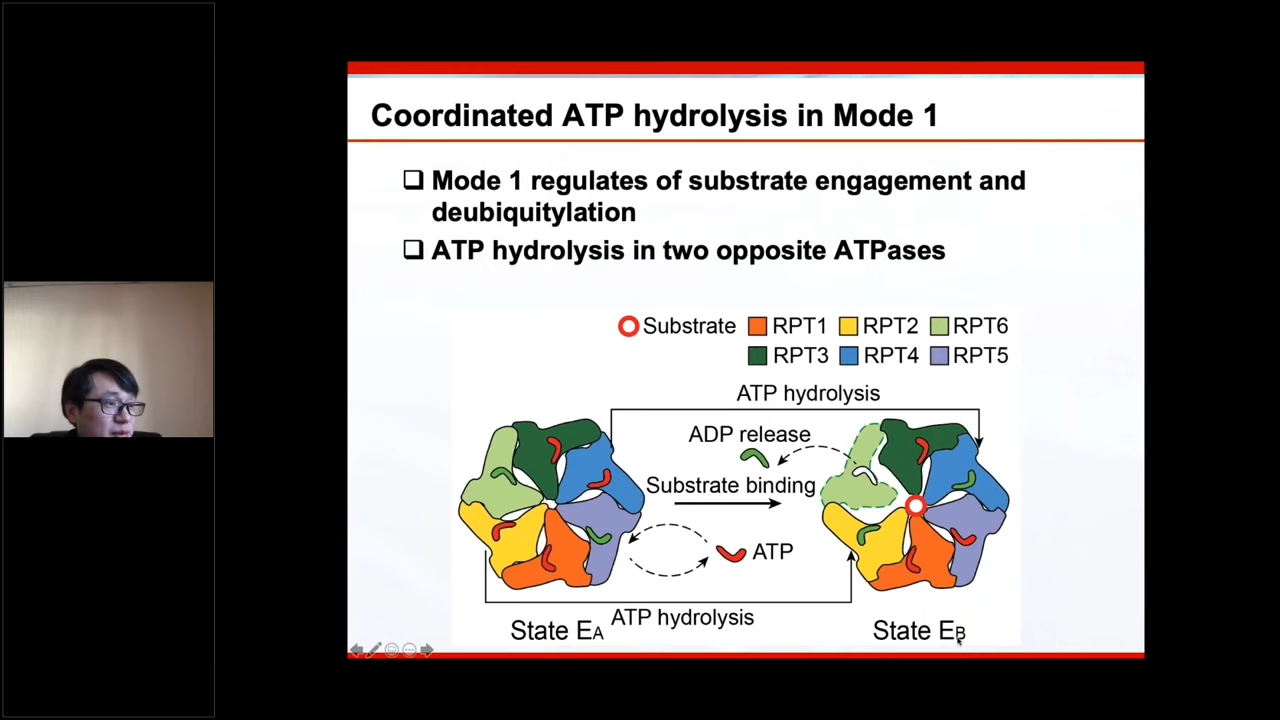 Coordinated ATP hydrolysis in Mode 1
Mode 1 regulates of substrate engagement and
deubiquitylation
ATP hydrolysis in two opposite ATPases
Substrate RPT1 RPT2 RPT6
RPT3 RPT4 RPT5
ATP hydrolysis
ADP release
Substrate binding
ATP
ATP hydrolysis
State EA
State EB